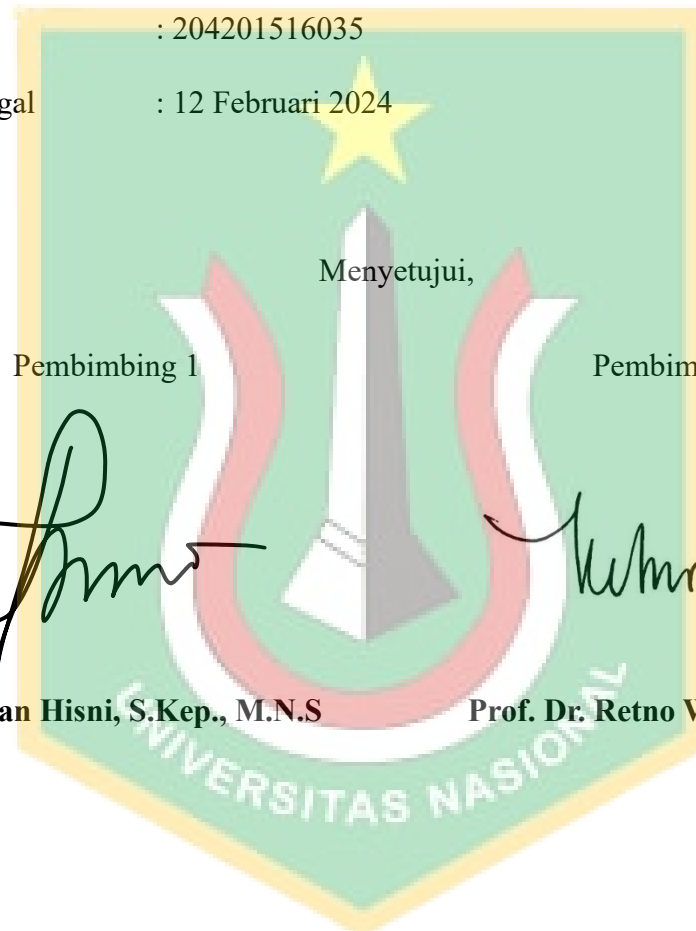 : 204201516035
gal : 12 Februari 2024
Menyetujui,
Pembimbing 1 Pembim
an Hisni, S.Kep., M.N.S Prof. Dr. Retno
UNIVERSITAS NASIONAL